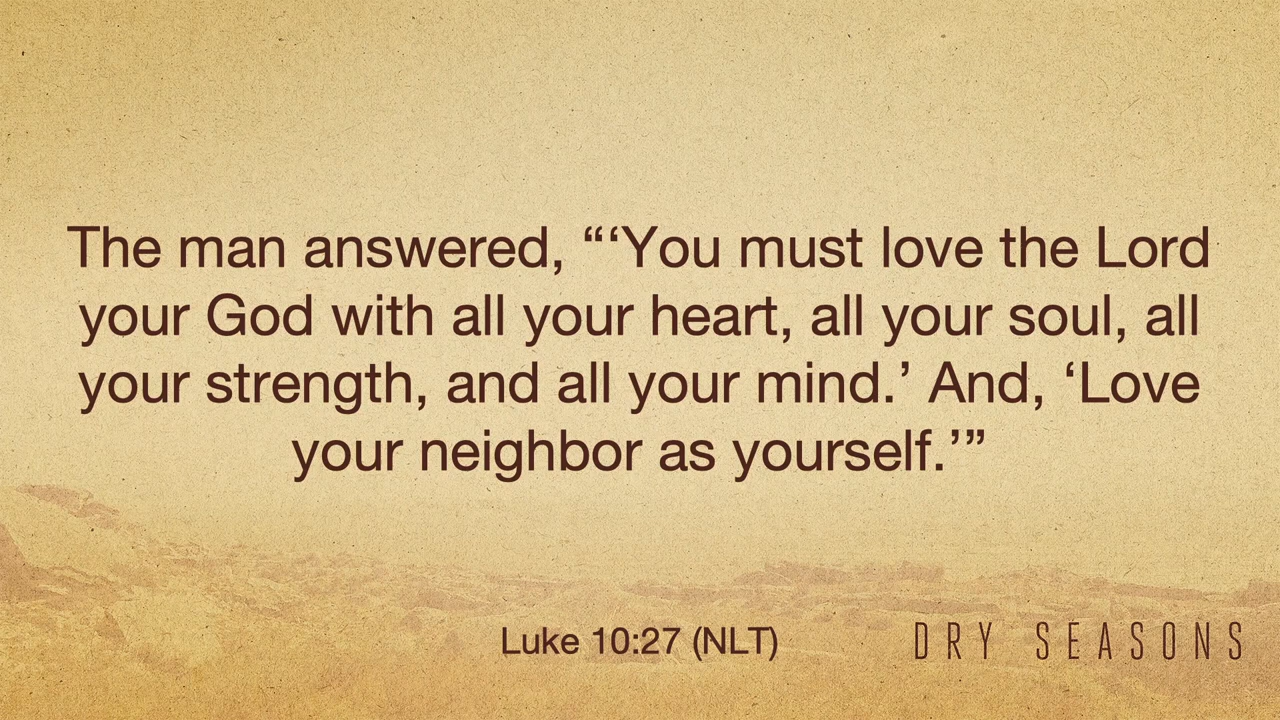 The man answered, “‘You must love the Lord
your God with all your heart, all your soul, all
your strength, and all your mind.’ And, ‘Love
your neighbor as yourself.’”
Luke 10:27 (NLT)
DRY SEASONS